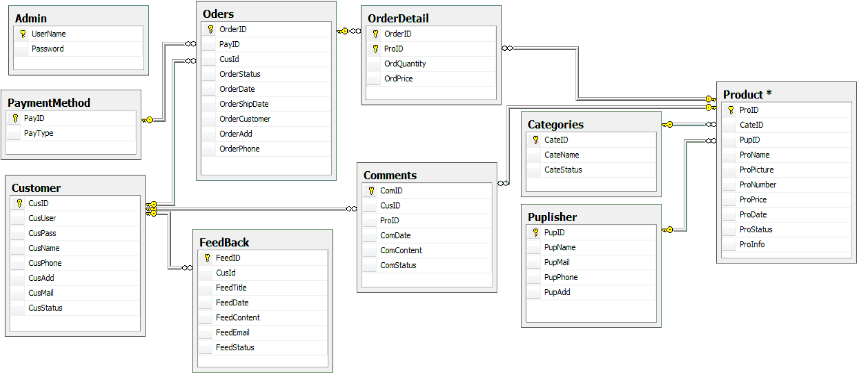 Admin
UserName
Password
PaymentMethod
PayID
PayType
Customer
CusID
CusUser
CusPass
CusName
CusPhone
CusAdd
CusMail
CusStatus
Oders
OrderID
PayID
CusId
OrderStatus
OrderDate
OrderShipDate
OrderCustomer
OrderAdd
OrderPhone
FeedBack
FeedID
CusId
FeedTitle
FeedDate
FeedContent
FeedEmail
FeedStatus
OrderDetail
OrderID
ProID
OrdQuantity
OrdPrice
Comments
ComID
CusID
ProID
ComDate
ComContent
ComStatus
Categories
CateID
CateName
CateStatus
Puplisher
PupID
PupName
PupMail
PupPhone
PupAdd
Product *
ProID
CateID
PupID
ProName
ProPicture
ProNumber
ProPrice
ProDate
ProStatus
ProInfo